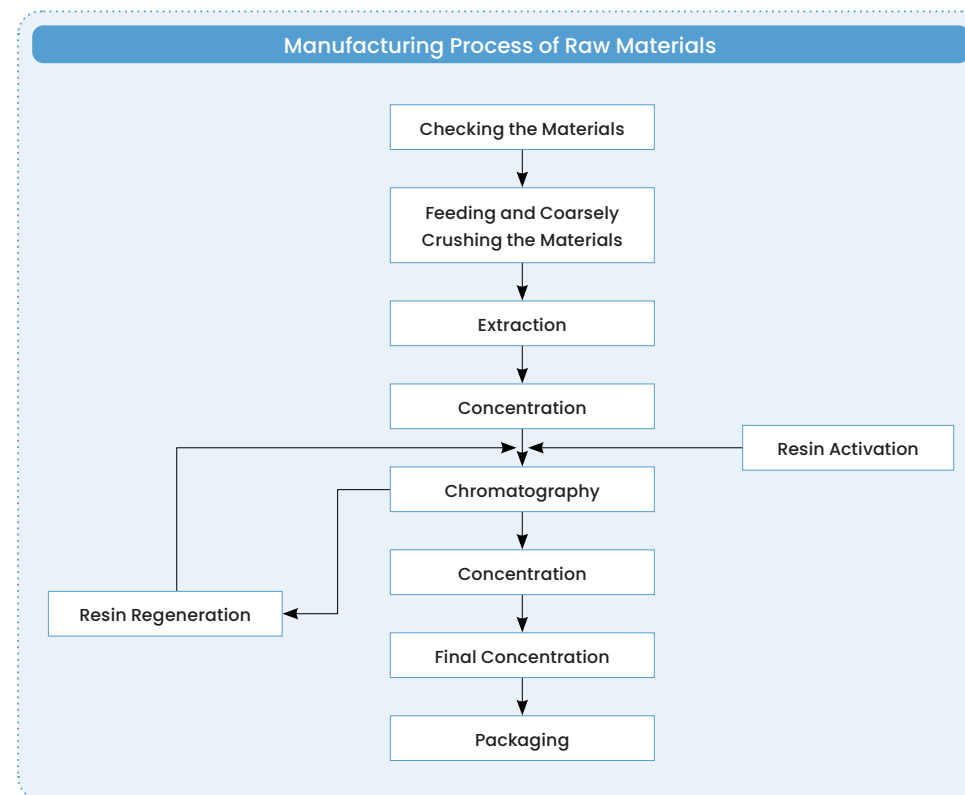 Manufacturing Process of Raw Materials
Checking the Materials
Feeding and Coarsely
Crushing the Materials
Extraction
Concentration
Resin Activation
Chromatography
Concentration
Resin Regeneration
Final Concentration
Packaging